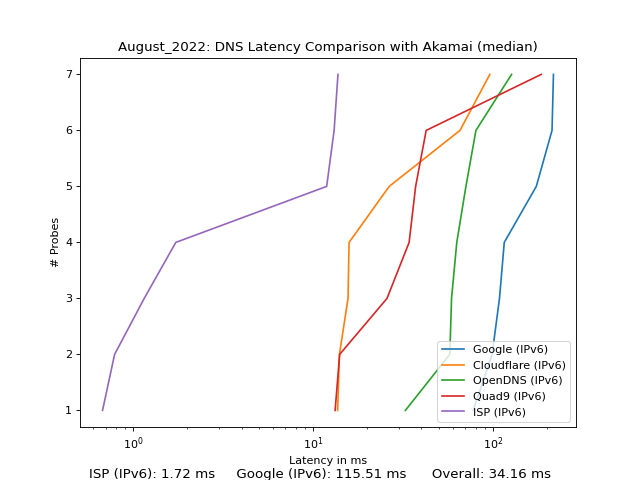 August_2022: DNS Latency Comparison with Akamai (median)
7
6
5
4
3
2
1
# Probes
Google (IPv6)
Cloudflare (IPv6)
OpenDNS (IPv6)
Quad9 (IPv6)
ISP (IPv6)
10⁰ 10¹ 10²
Latency in ms
ISP (IPv6): 1.72 ms Google (IPv6): 115.51 ms Overall: 34.16 ms